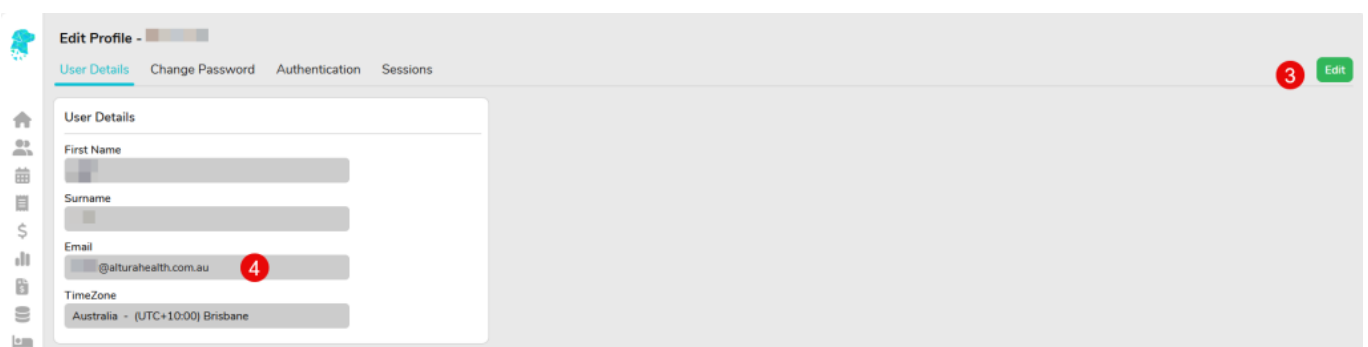 Edit Profile -
User Details Change Password Authentication Sessions
3 Edit
User Details
First Name
Surname
Email
@alturahealth.com.au 4
TimeZone
Australia - (UTC+10:00) Brisbane